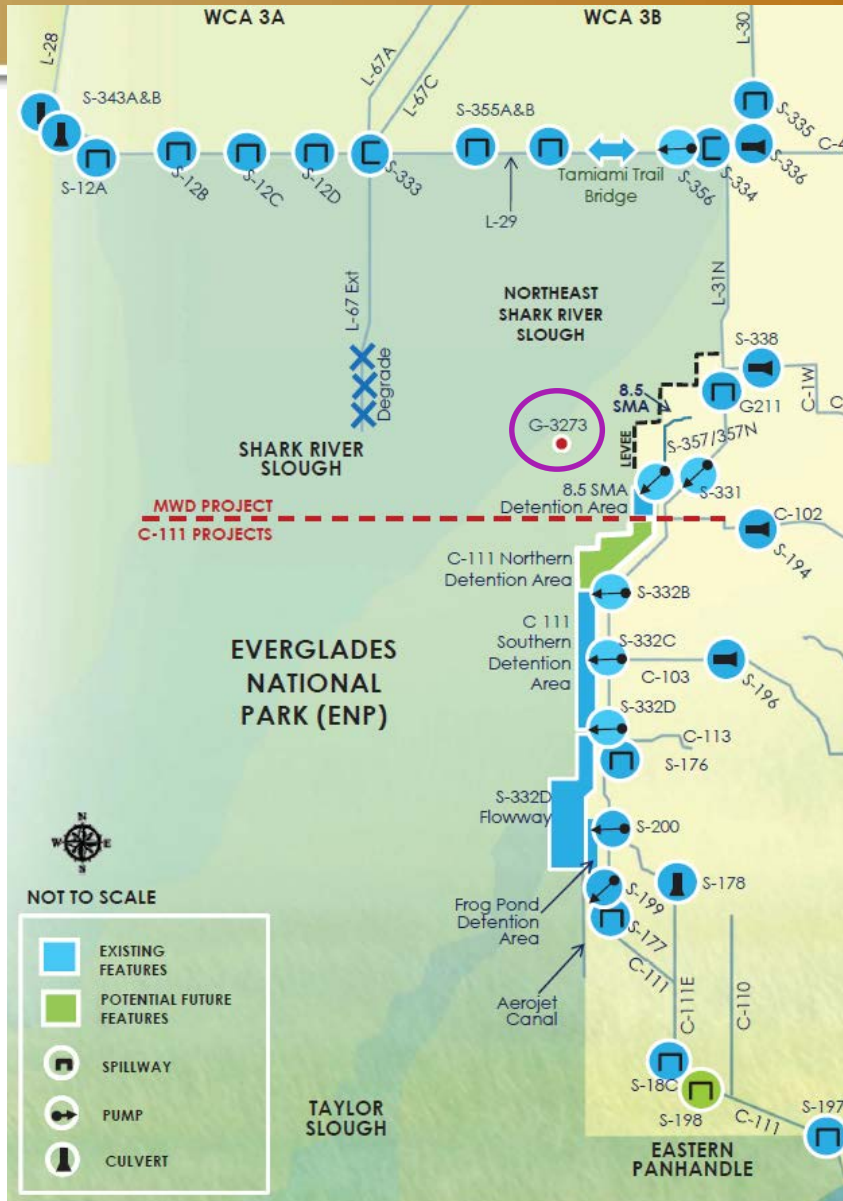 WCA 3A
WCA 3B
L-28
L-67A
L-67C
L-30
S-343A&B
S-355A&B
S-335
S-336
S-12A
S-12B
S-12C
S-12D
S-333
L-29
Tamiami Trail
Bridge
S-356
S-334
L-67 Ext
Degrade
NORTHEAST
SHARK RIVER
SLOUGH
L-31N
S-338
C-1W
G211
8.5
SMA
LEVEE
G-3273
S-357/357N
S-331
SHARK RIVER
SLOUGH
8.5 SMA
Detention Area
MWD PROJECT
C-111 PROJECTS
C-102
S-194
C-111 Northern
Detention Area
S-332B
C 111
Southern
Detention
Area
S-332C
C-103
S-196
EVERGLADES
NATIONAL
PARK (ENP)
S-332D
C-113
S-176
S-332D
Flowway
S-200
S-178
S-199
S-177
Frog Pond
Detention
Area
C-111
C-111E
C-110
Aerojet
Canal
S-18C
S-198
C-111
S-197
TAYLOR
SLOUGH
EASTERN
PANHANDLE
N
W
E
S
NOT TO SCALE
EXISTING
FEATURES
POTENTIAL FUTURE
FEATURES
SPILLWAY
PUMP
CULVERT